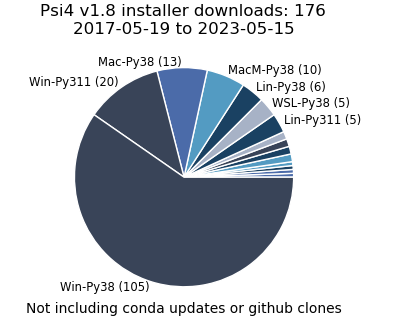 Psi4 v1.8 installer downloads: 176
2017-05-19 to 2023-05-15
Mac-Py38 (13)
MacM-Py38 (10)
Win-Py311 (20)
Lin-Py38 (6)
WSL-Py38 (5)
Lin-Py311 (5)
Win-Py38 (105)
Not including conda updates or github clones